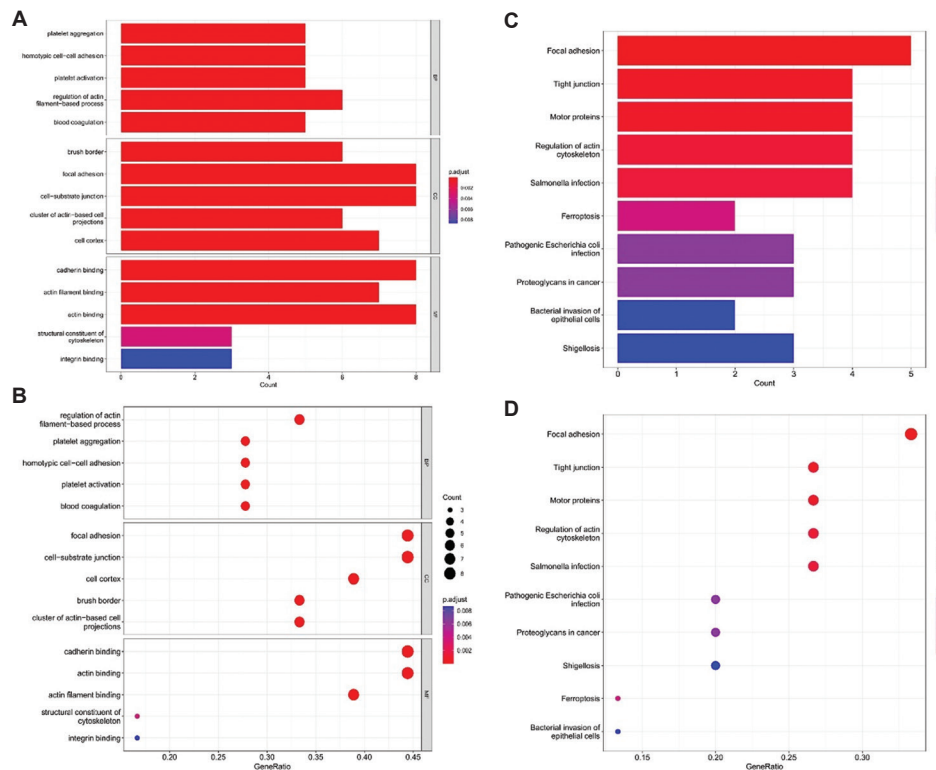 A
platelet aggregation
homotypic cell-cell adhesion
platelet activation
regulation of actin
filament-based process
blood coagulation
BP
brush border
focal adhesion
cell-substrate junction
cluster of actin-based cell
projections
cell cortex
CC
cadherin binding
actin filament binding
actin binding
structural constituent of
cytoskeleton
integrin binding
MF
0 2 4 6 8
Count
p.adjust
0.002
0.004
0.006
0.008
B
regulation of actin
filament-based process
platelet aggregation
homotypic cell-cell adhesion
platelet activation
blood coagulation
BP
focal adhesion
cell-substrate junction
cell cortex
brush border
cluster of actin-based cell
projections
CC
cadherin binding
actin binding
actin filament binding
structural constituent of
cytoskeleton
integrin binding
MF
0.20 0.25 0.30 0.35 0.40 0.45
GeneRatio
Count
3
4
5
6
7
8
p.adjust
0.008
0.006
0.004
0.002
C
Focal adhesion
Tight junction
Motor proteins
Regulation of actin
cytoskeleton
Salmonella infection
Ferroptosis
Pathogenic Escherichia coli
infection
Proteoglycans in cancer
Bacterial invasion of
epithelial cells
Shigellosis
0 1 2 3 4 5
Count
D
Focal adhesion
Tight junction
Motor proteins
Regulation of actin
cytoskeleton
Salmonella infection
Pathogenic Escherichia coli
infection
Proteoglycans in cancer
Shigellosis
Ferroptosis
Bacterial invasion of
epithelial cells
0.15 0.20 0.25 0.30
GeneRatio